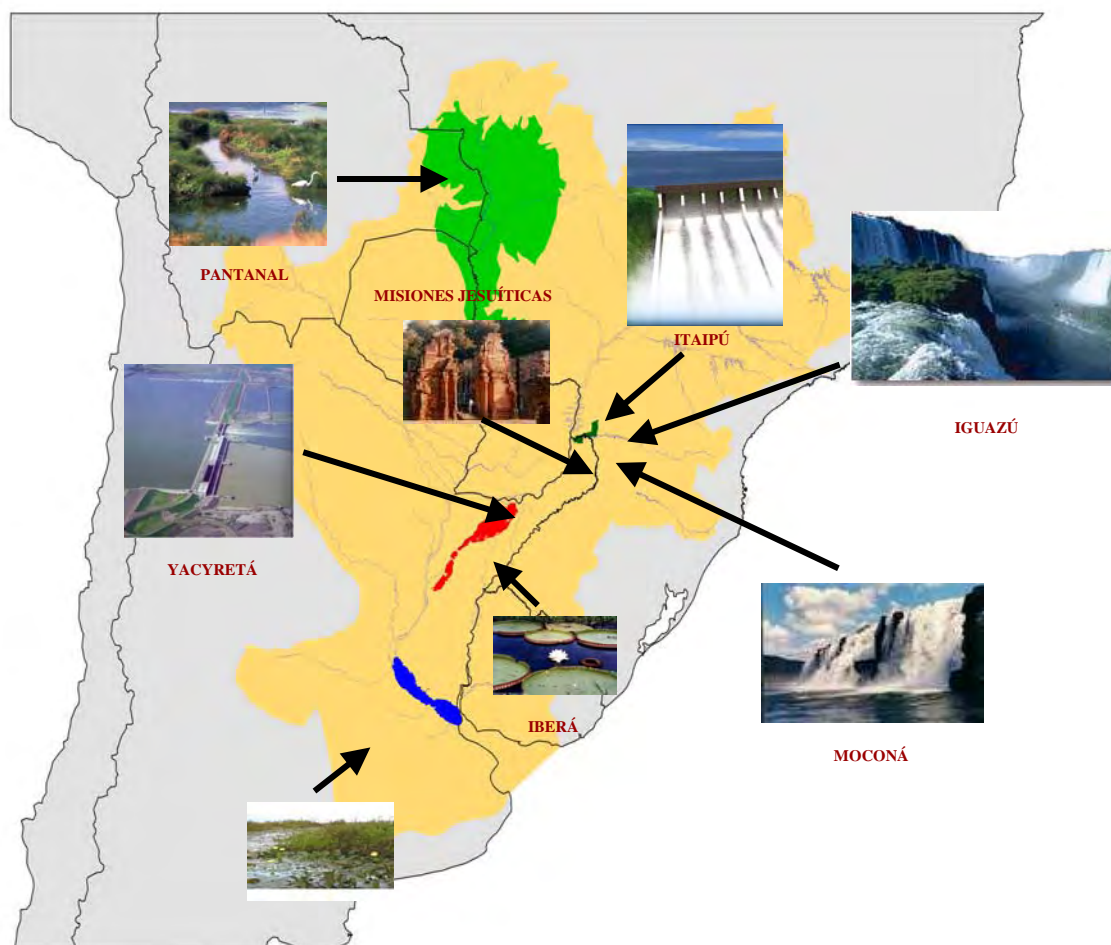 PANTANAL
MISIONES JESUÍTICAS
ITAIPÚ
IGUAZÚ
YACYRETÁ
IBERÁ
MOCONÁ